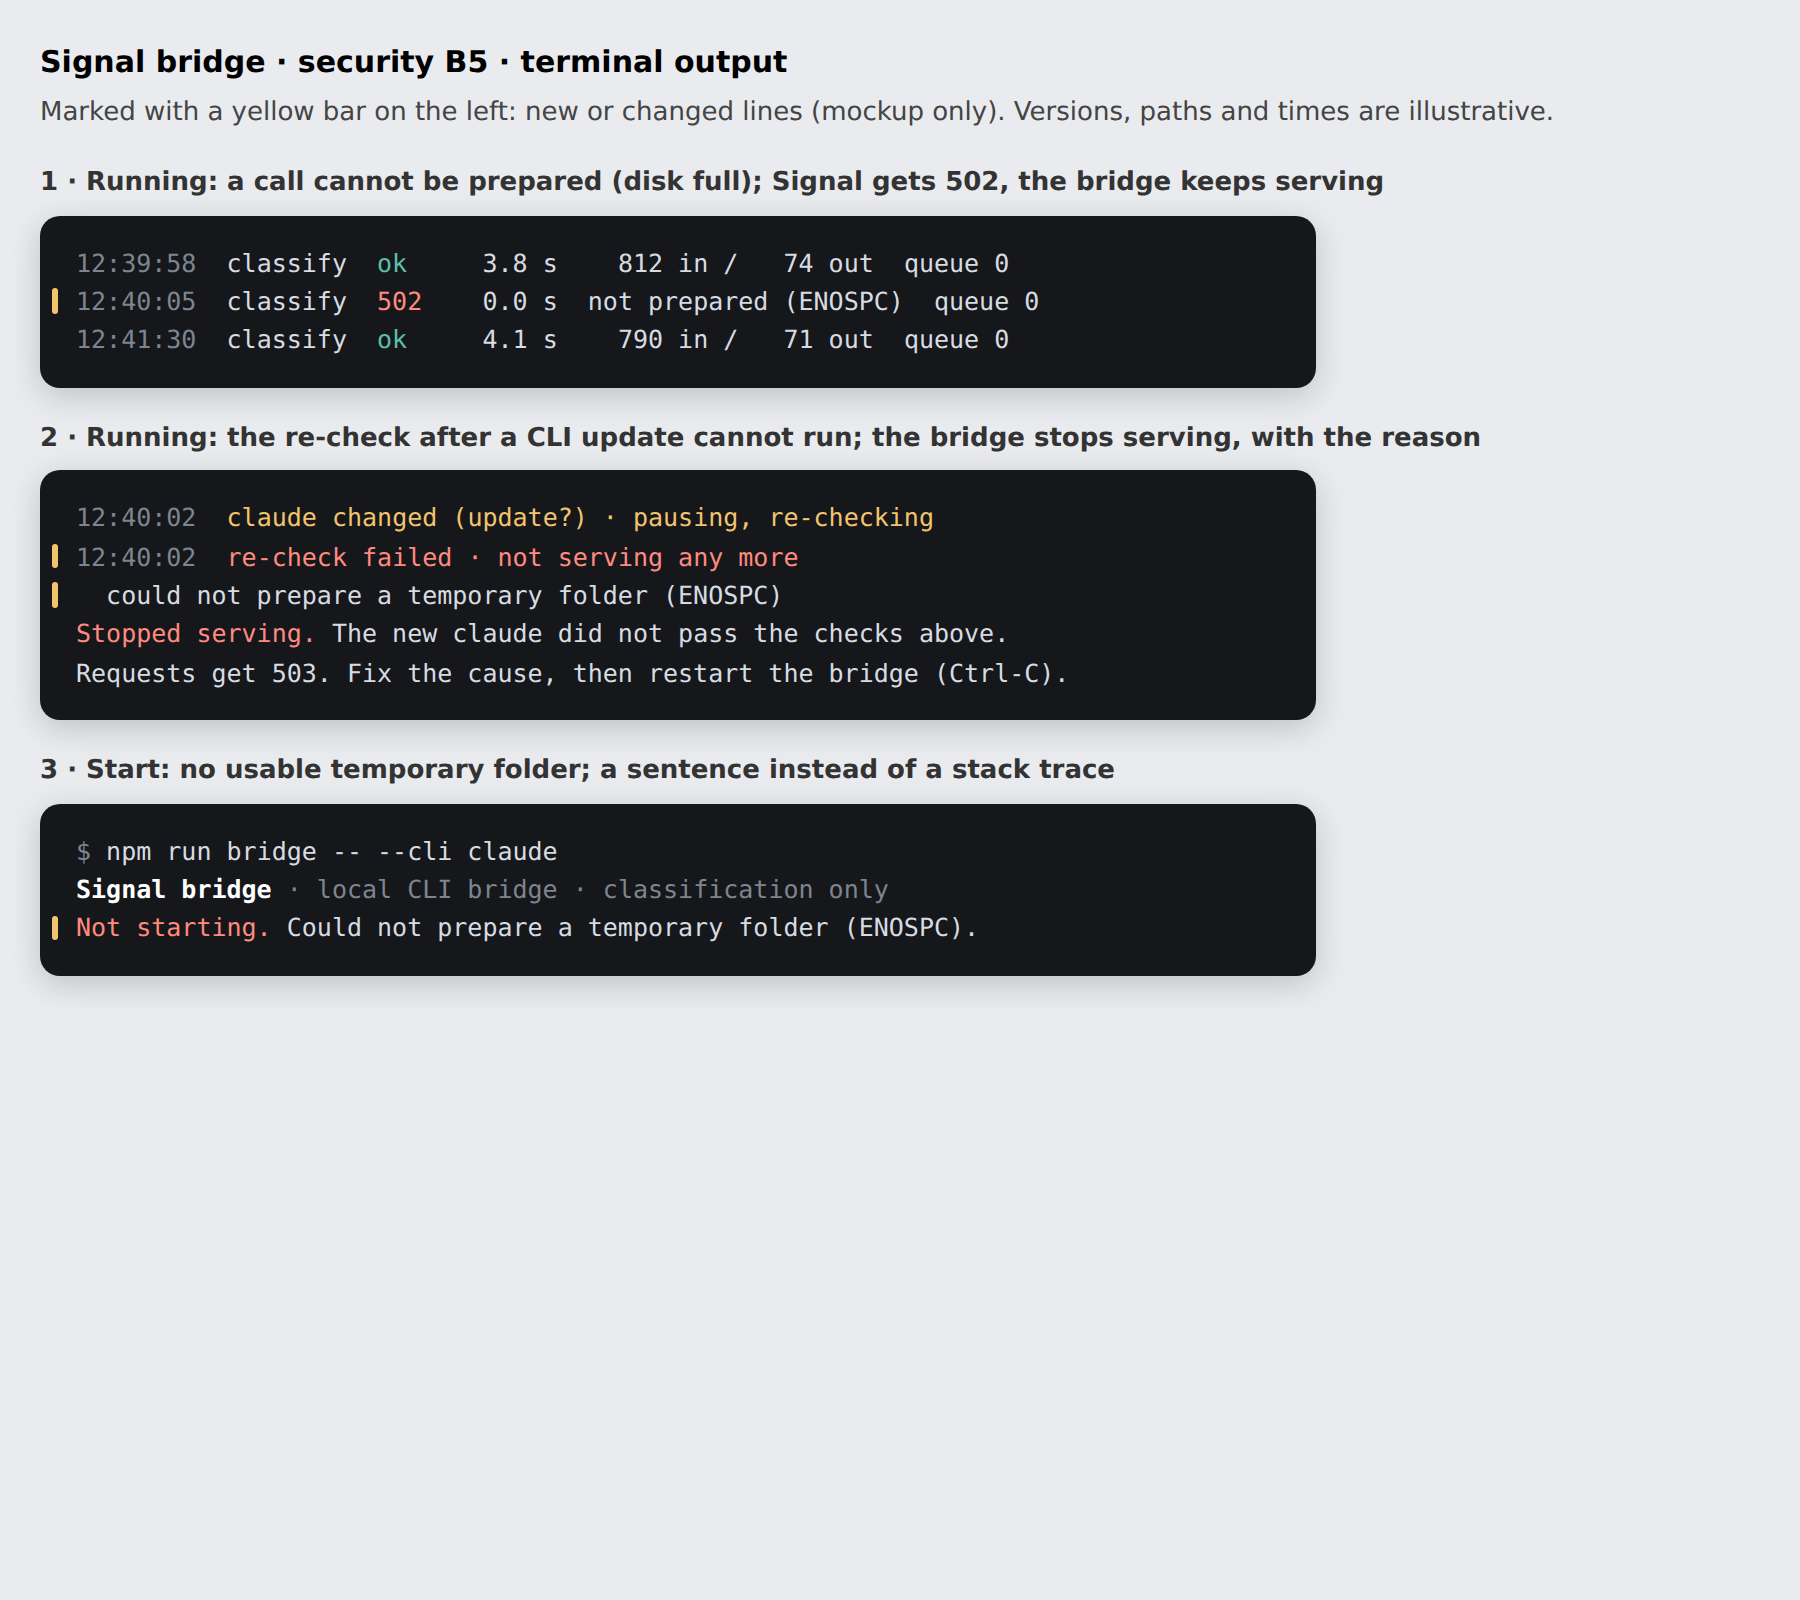 Signal bridge · security B5 · terminal output
Marked with a yellow bar on the left: new or changed lines (mockup only). Versions, paths and times are illustrative.
1 · Running: a call cannot be prepared (disk full); Signal gets 502, the bridge keeps serving
12:39:58  classify  ok     3.8 s    812 in /   74 out  queue 0
12:40:05  classify  502    0.0 s  not prepared (ENOSPC)  queue 0
12:41:30  classify  ok     4.1 s    790 in /   71 out  queue 0
2 · Running: the re-check after a CLI update cannot run; the bridge stops serving, with the reason
12:40:02  claude changed (update?) · pausing, re-checking
12:40:02  re-check failed · not serving any more
could not prepare a temporary folder (ENOSPC)
Stopped serving. The new claude did not pass the checks above.
Requests get 503. Fix the cause, then restart the bridge (Ctrl-C).
3 · Start: no usable temporary folder; a sentence instead of a stack trace
$ npm run bridge -- --cli claude
Signal bridge · local CLI bridge · classification only
Not starting. Could not prepare a temporary folder (ENOSPC).